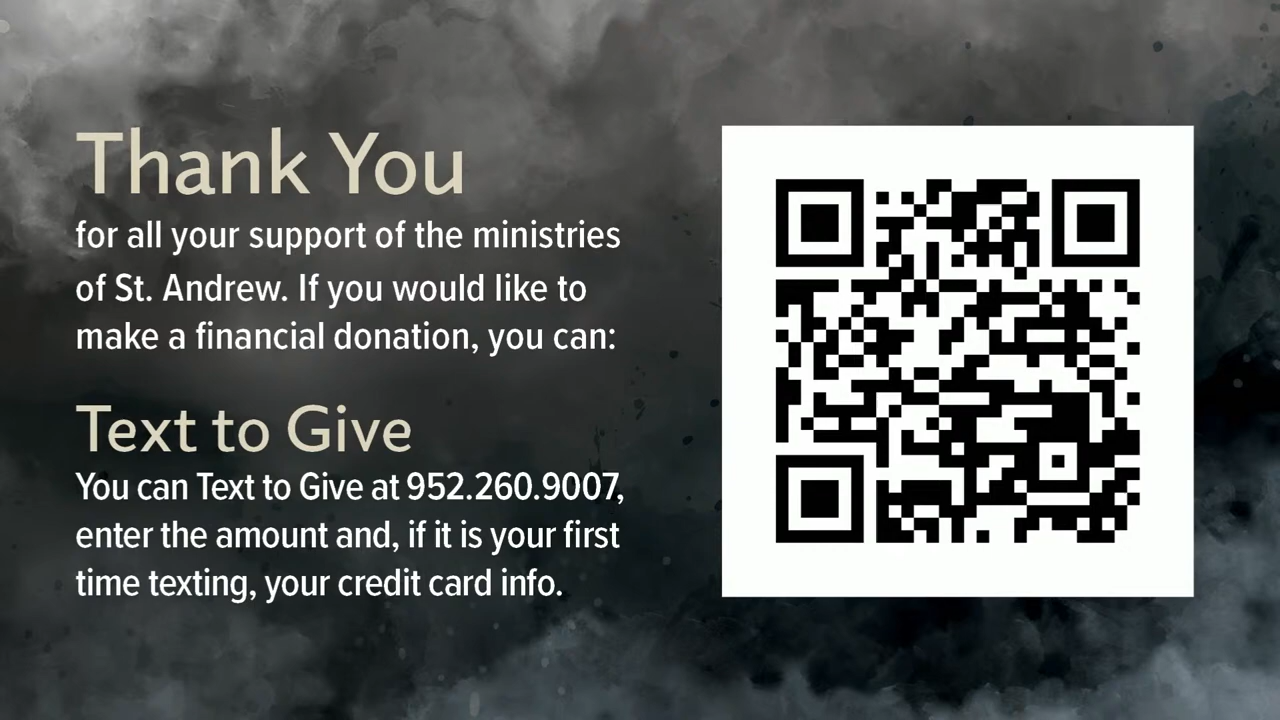 Thank You
for all your support of the ministries
of St. Andrew. If you would like to
make a financial donation, you can:
Text to Give
You can Text to Give at 952.260.9007,
enter the amount and, if it is your first
time texting, your credit card info.